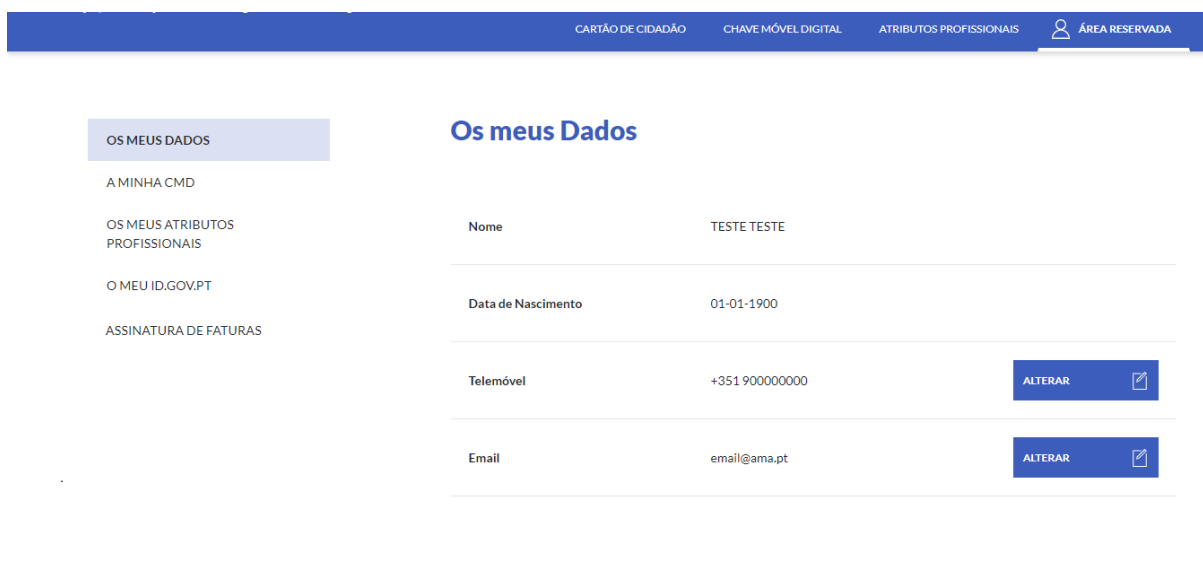 CARTÃO DE CIDADÃO CHAVE MÓVEL DIGITAL ATRIBUTOS PROFISSIONAIS ÁREA RESERVADA
OS MEUS DADOS
A MINHA CMD
OS MEUS ATRIBUTOS
PROFISSIONAIS
O MEU ID.GOV.PT
ASSINATURA DE FATURAS
Os meus Dados
Nome TESTE TESTE
Data de Nascimento 01-01-1900
Telemóvel +351 900000000 ALTERAR
Email email@ama.pt ALTERAR